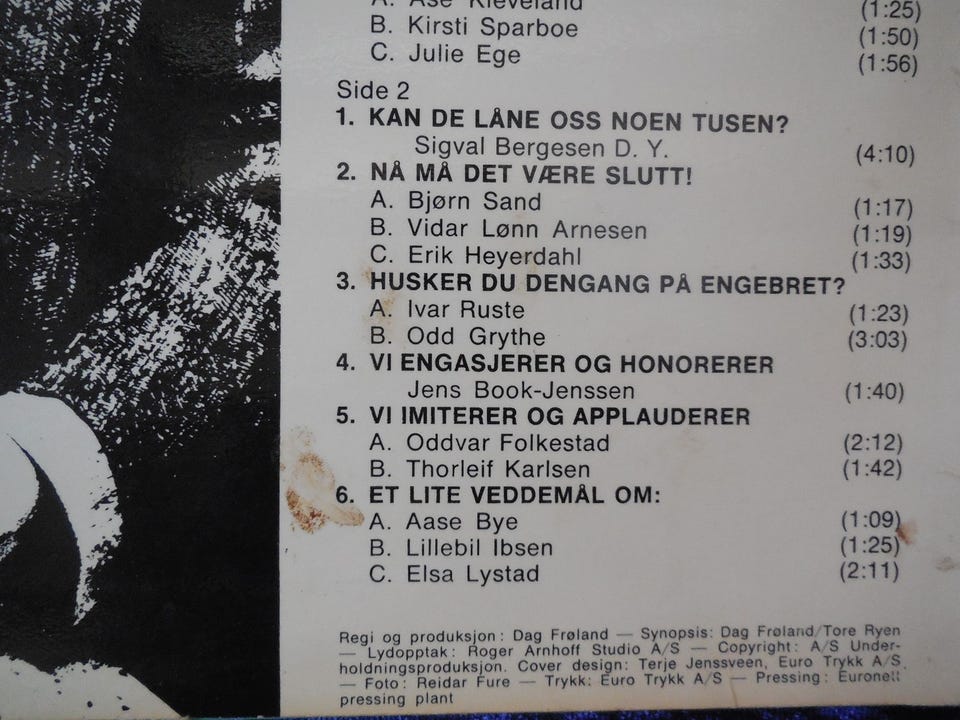 A. Åse Kleveland (1:25)
B. Kirsti Sparboe (1:50)
C. Julie Ege (1:56)
Side 2
1. KAN DE LÅNE OSS NOEN TUSEN?
Sigval Bergesen D. Y. (4:10)
2. NÅ MÅ DET VÆRE SLUTT!
A. Bjørn Sand (1:17)
B. Vidar Lønn Arnesen (1:19)
C. Erik Heyerdahl (1:33)
3. HUSKER DU DENGANG PÅ ENGEBRET?
A. Ivar Ruste (1:23)
B. Odd Grythe (3:03)
4. VI ENGASJERER OG HONORERER
Jens Book-Jenssen (1:40)
5. VI IMITERER OG APPLAUDERER
A. Oddvar Folkestad (2:12)
B. Thorleif Karlsen (1:42)
6. ET LITE VEDDEMÅL OM:
A. Aase Bye (1:09)
B. Lillebil Ibsen (1:25)
C. Elsa Lystad (2:11)
Regi og produksjon: Dag Frøland — Synopsis: Dag Frøland/Tore Ryen
— Lydopptak: Roger Arnhoff Studio A/S — Copyright: A/S Under-
holdningsproduksjon. Cover design: Terje Jenssveen, Euro Trykk A/S
— Foto: Reidar Fure — Trykk: Euro Trykk A/S — Pressing: Euronett
pressing plant